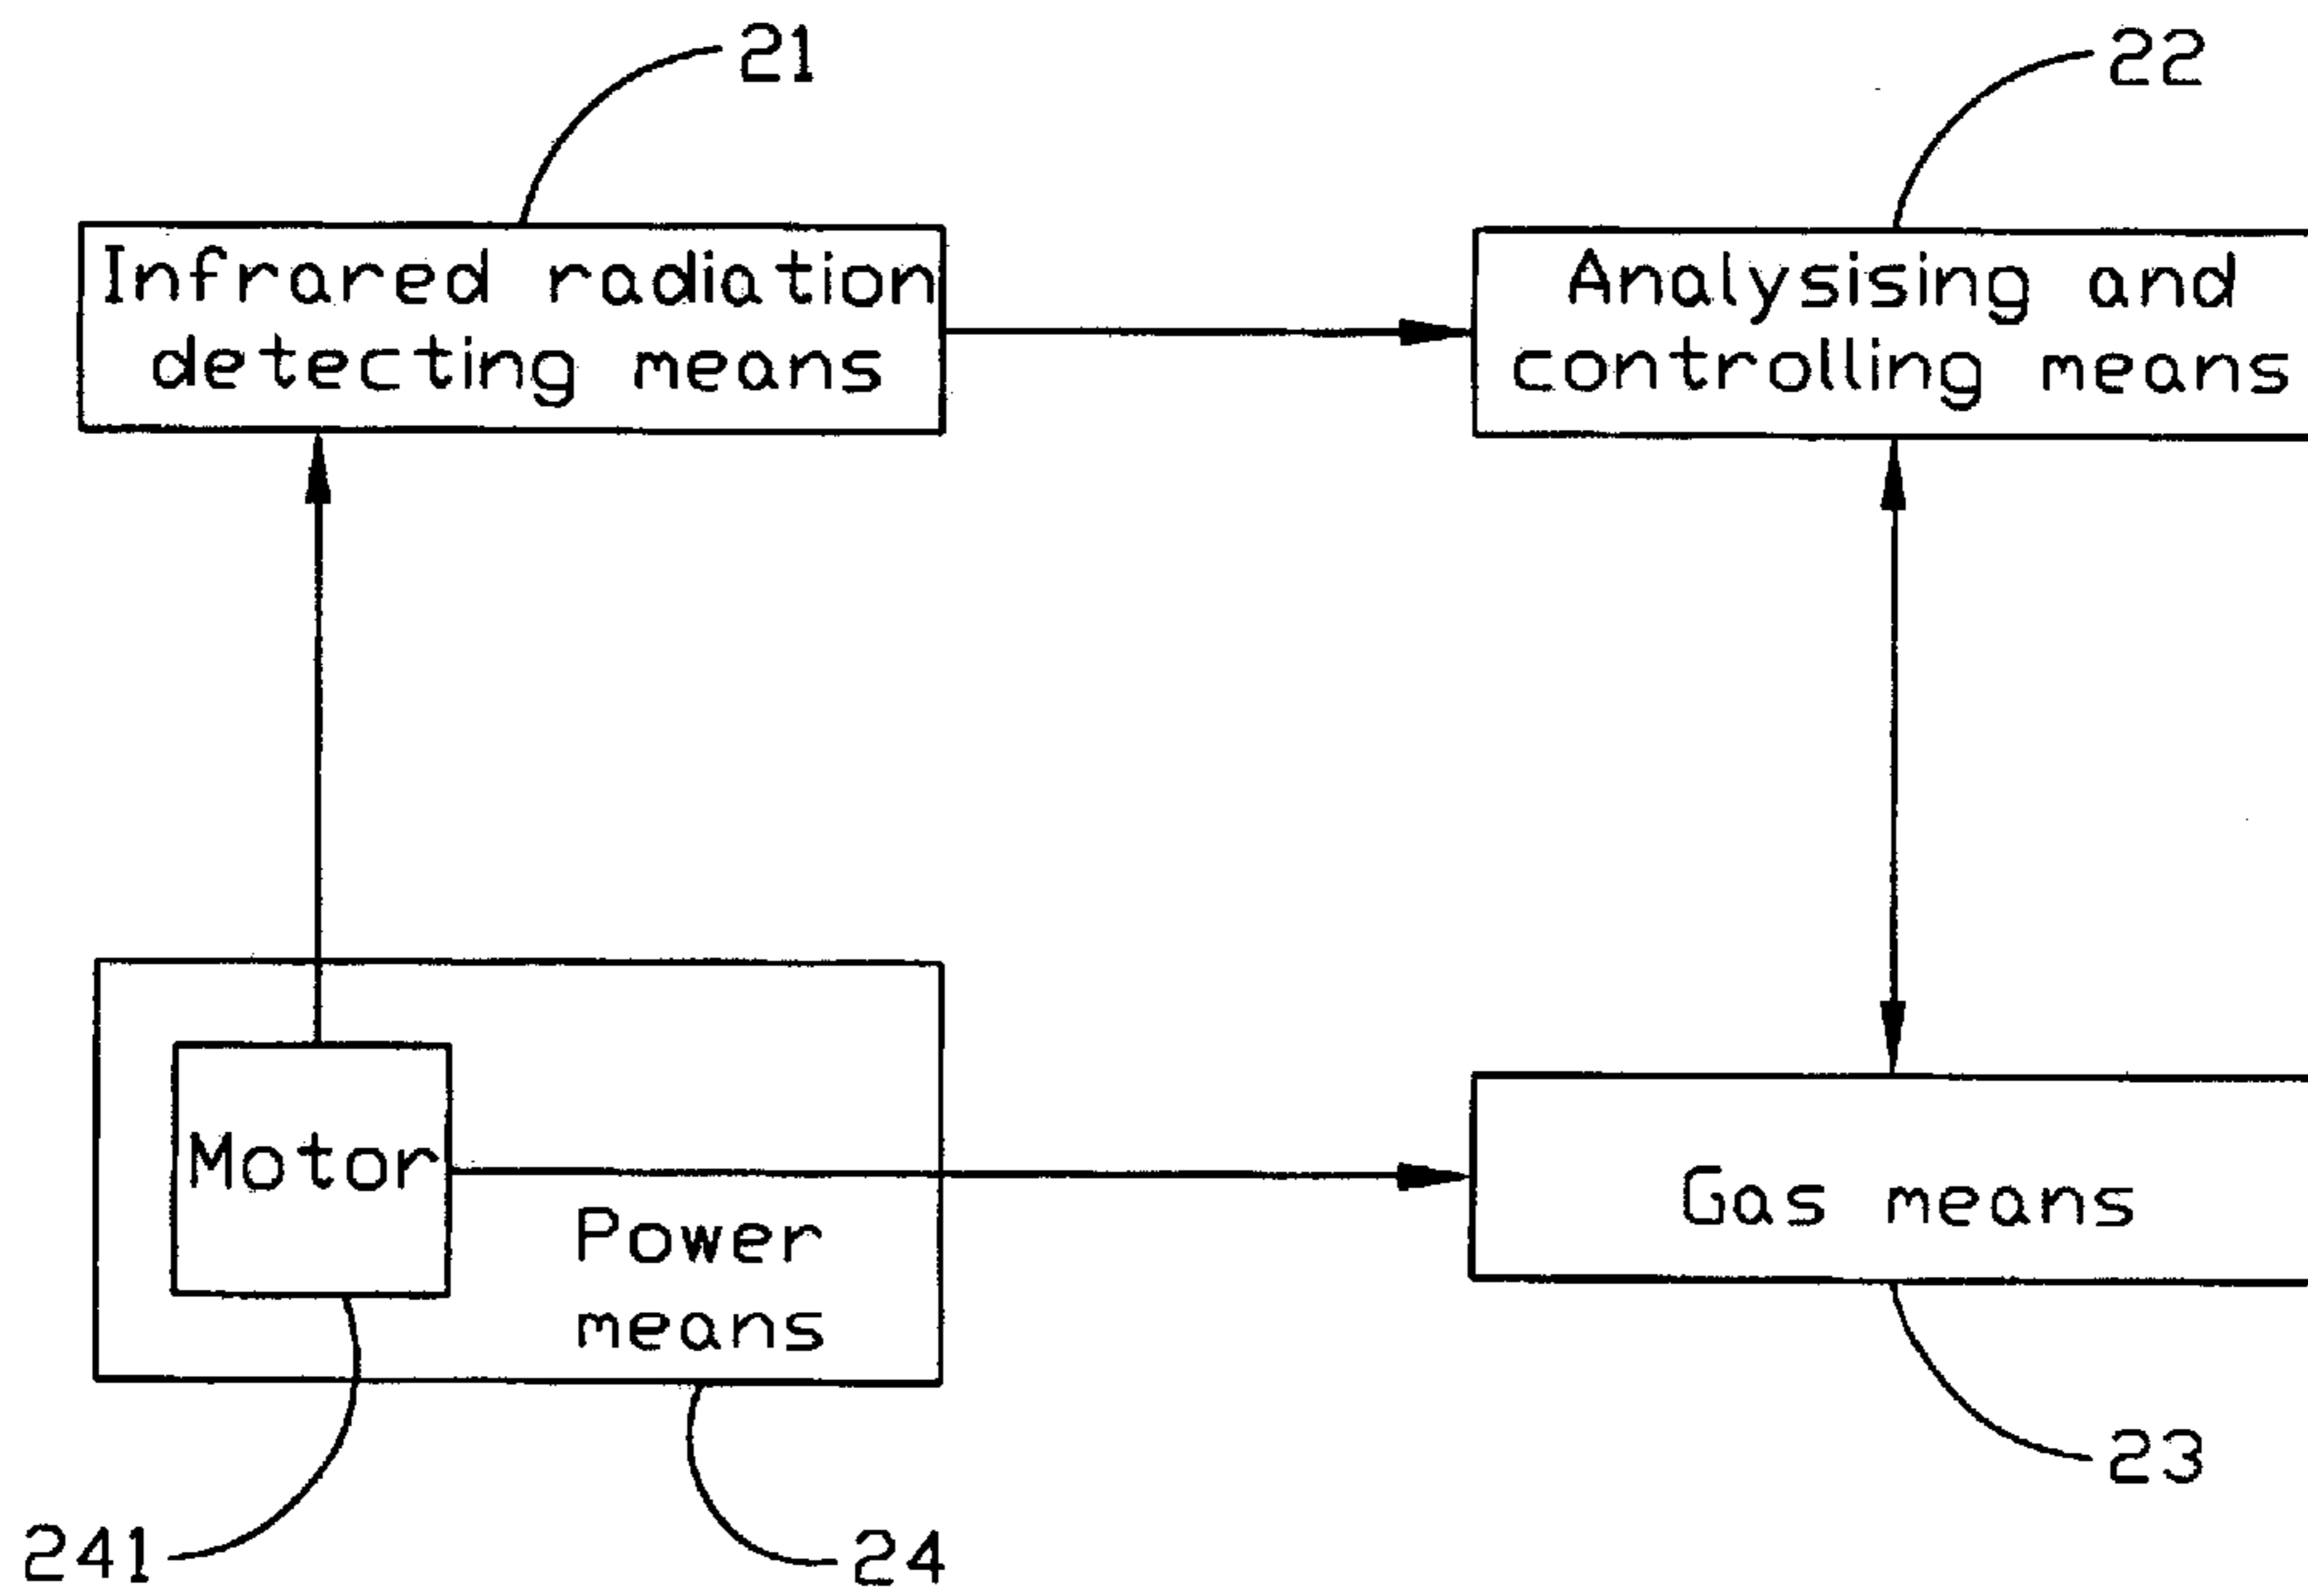 21
22
Infrared radiation
detecting means
Analysising and
controlling means
Motor
Power
means
Gas means
23
241
24